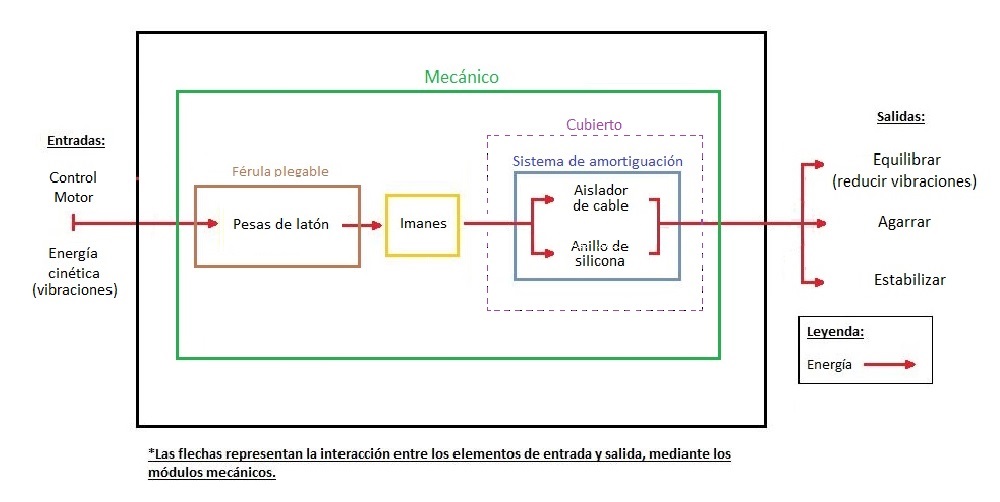 Mecánico
Entradas:
Control
Motor
Energía
cinética
(vibraciones)
Férula plegable
Pesas de latón
Imanes
Cubierto
Sistema de amortiguación
Aislador
de cable
Anillo de
silicona
Salidas:
Equilibrar
(reducir vibraciones)
Agarrar
Estabilizar
Leyenda:
Energía
*Las flechas representan la interacción entre los elementos de entrada y salida, mediante los
módulos mecánicos.